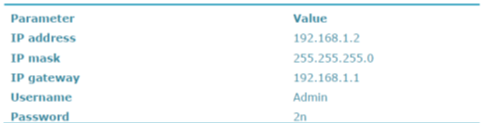 Parameter Value
IP address 192.168.1.2
IP mask 255.255.255.0
IP gateway 192.168.1.1
Username Admin
Password 2n